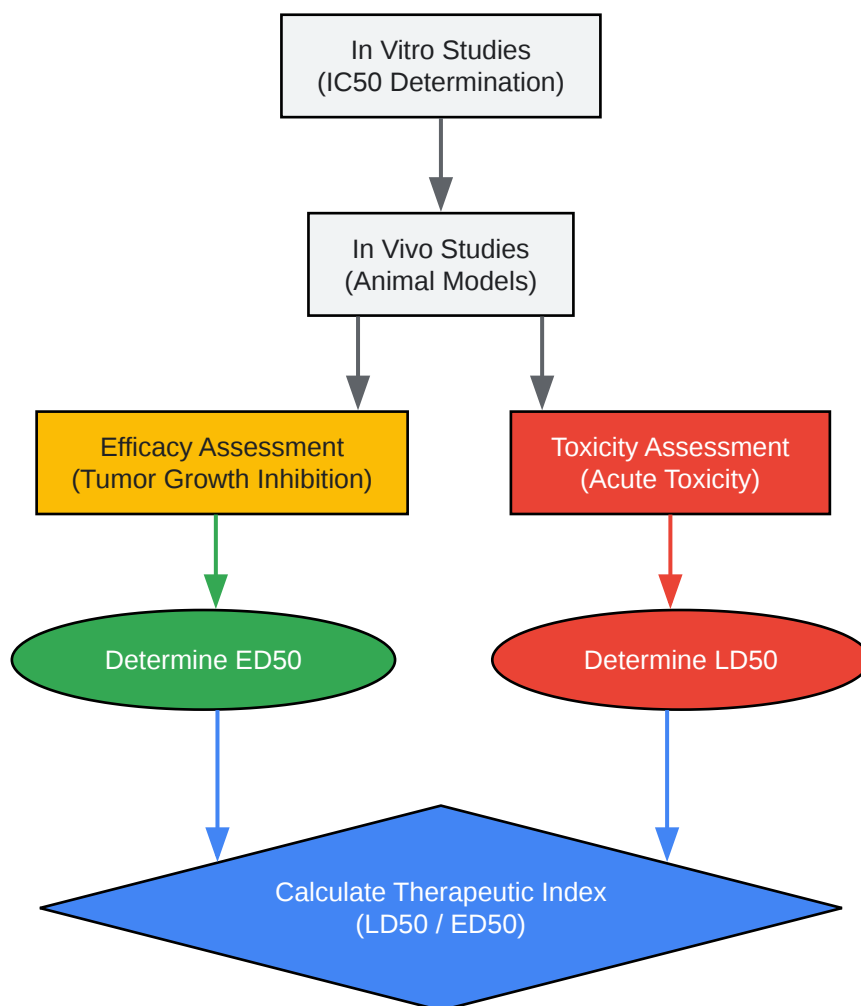 In Vitro Studies
(IC50 Determination)
In Vivo Studies
(Animal Models)
Efficacy Assessment
(Tumor Growth Inhibition)
Toxicity Assessment
(Acute Toxicity)
Determine ED50
Determine LD50
Calculate Therapeutic Index
(LD50 / ED50)